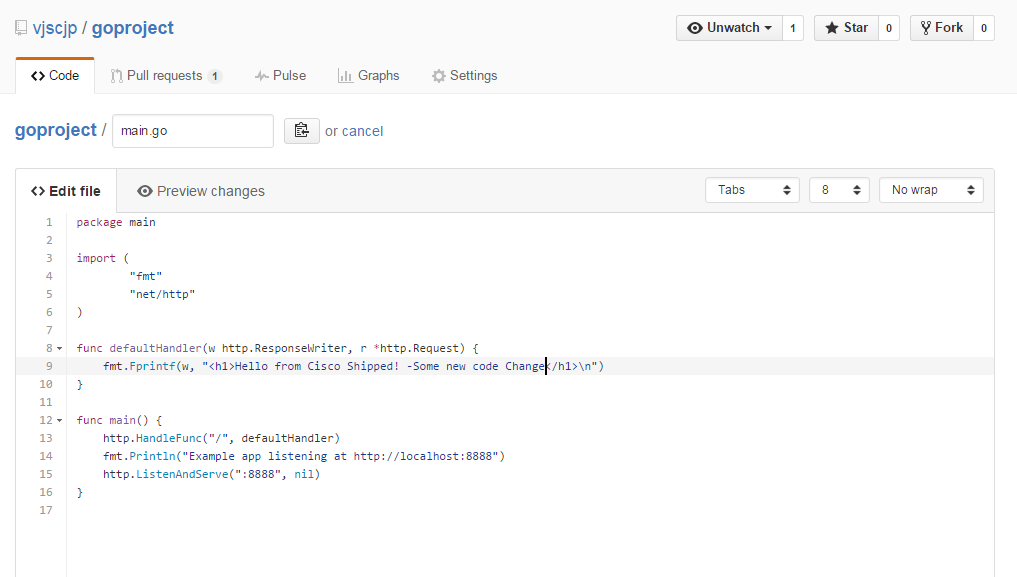 vjscjp / goproject
Unwatch 1 Star 0 Fork 0
Code Pull requests 1 Pulse Graphs Settings
goproject / main.go or cancel
Edit file Preview changes Tabs 8 No wrap
1 package main
2
3 import (
4         "fmt"
5         "net/http"
6 )
7
8 func defaultHandler(w http.ResponseWriter, r *http.Request) {
9     fmt.Fprintf(w, "<h1>Hello from Cisco Shipped! -Some new code Change</h1>\n")
10 }
11
12 func main() {
13     http.HandleFunc("/", defaultHandler)
14     fmt.Println("Example app listening at http://localhost:8888")
15     http.ListenAndServe(":8888", nil)
16 }
17